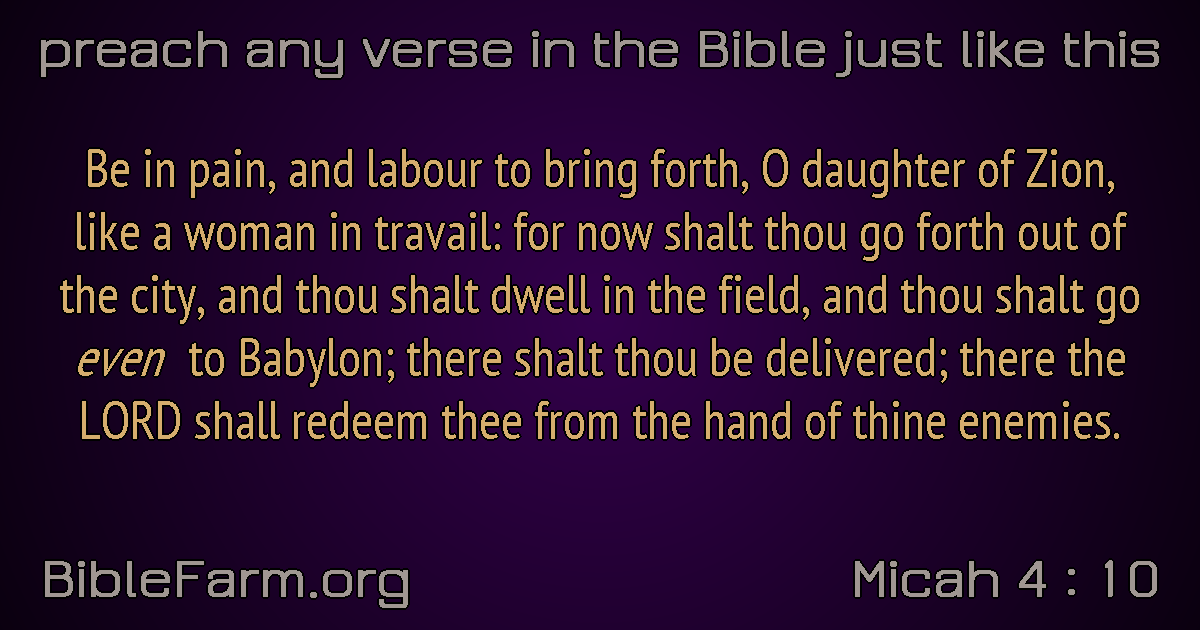 preach any verse in the Bible just like this
Be in pain, and labour to bring forth, O daughter of Zion,
like a woman in travail: for now shalt thou go forth out of
the city, and thou shalt dwell in the field, and thou shalt go
even to Babylon; there shalt thou be delivered; there the
LORD shall redeem thee from the hand of thine enemies.
BibleFarm.org
Micah 4 : 10